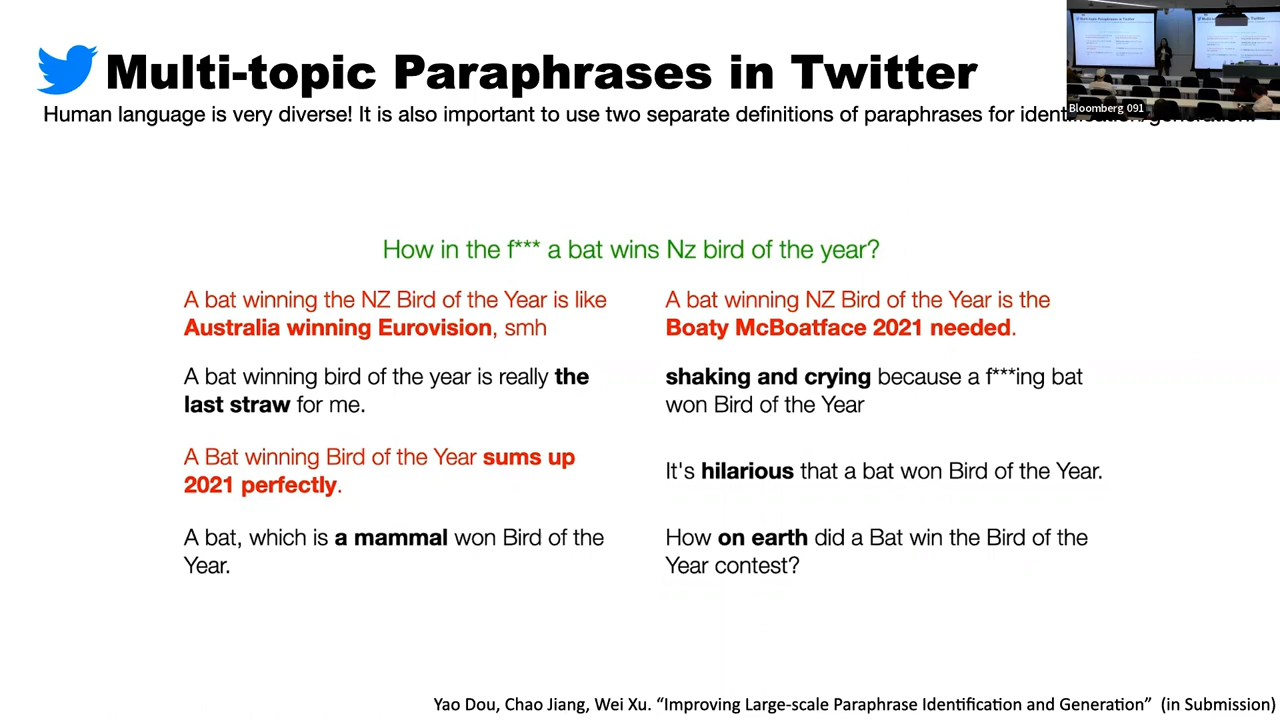 Multi-topic Paraphrases in Twitter
Human language is very diverse! It is also important to use two separate definitions of paraphrases for identification/generation.
Bloomberg 091
How in the f*** a bat wins Nz bird of the year?
A bat winning the NZ Bird of the Year is like
Australia winning Eurovision, smh
A bat winning NZ Bird of the Year is the
Boaty McBoatface 2021 needed.
A bat winning bird of the year is really the
last straw for me.
shaking and crying because a f***ing bat
won Bird of the Year
A Bat winning Bird of the Year sums up
2021 perfectly.
It's hilarious that a bat won Bird of the Year.
A bat, which is a mammal won Bird of the
Year.
How on earth did a Bat win the Bird of the
Year contest?
Yao Dou, Chao Jiang, Wei Xu. “Improving Large-scale Paraphrase Identification and Generation” (in Submission)